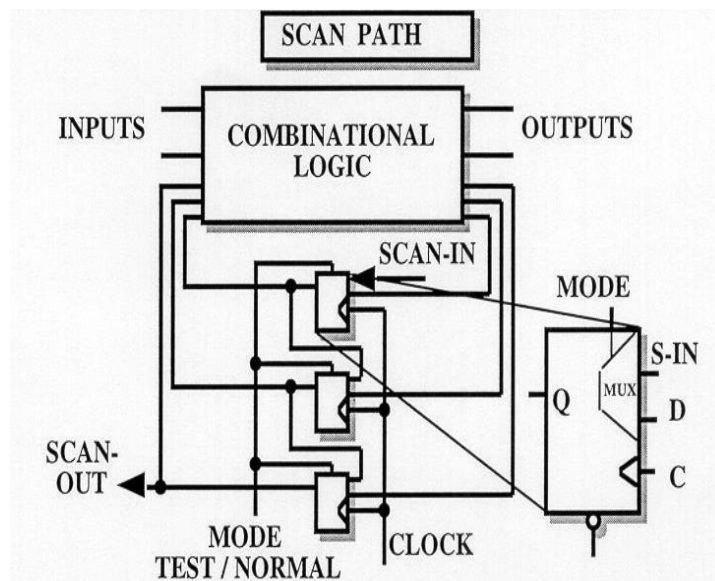 SCAN PATH
INPUTS
COMBINATIONAL
LOGIC
OUTPUTS
SCAN-IN
MODE
S-IN
MUX
Q
D
C
SCAN-
OUT
MODE
TEST / NORMAL
CLOCK